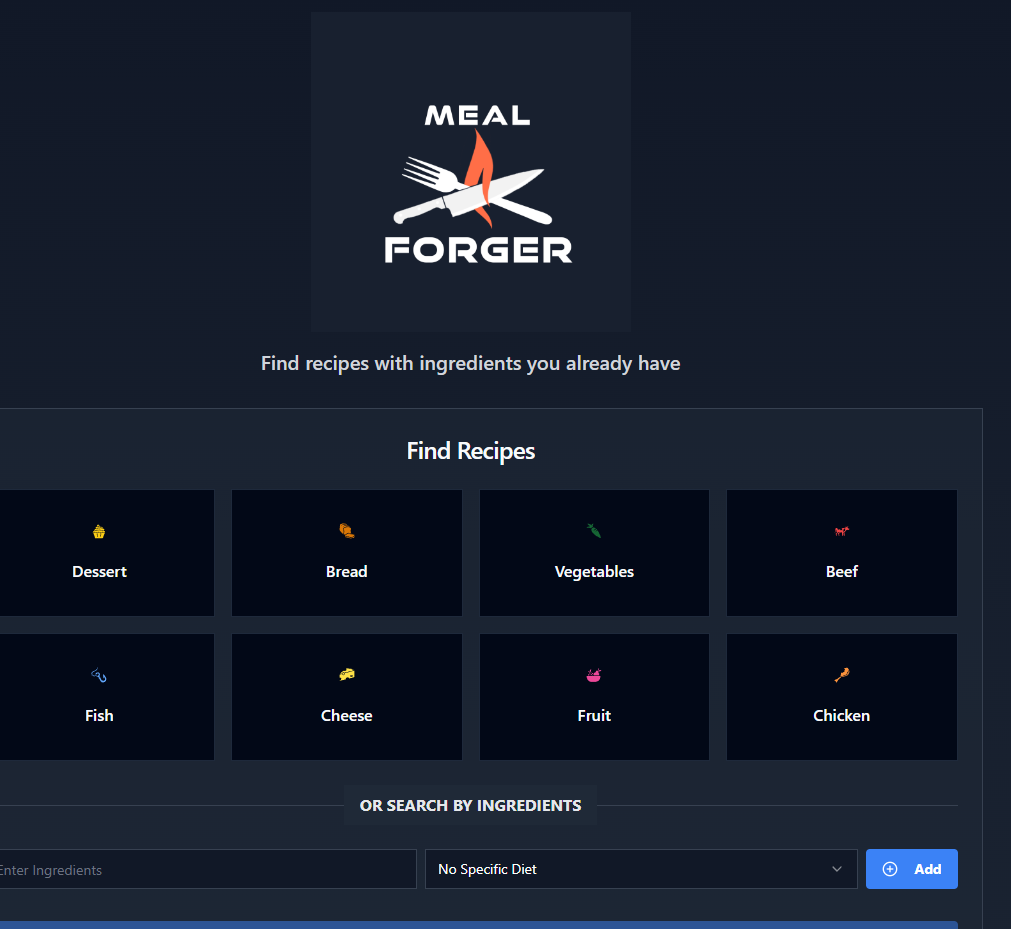 MEAL
FORGER
Find recipes with ingredients you already have
Find Recipes
Dessert
Bread
Vegetables
Beef
Fish
Cheese
Fruit
Chicken
OR SEARCH BY INGREDIENTS
Enter Ingredients
No Specific Diet
Add